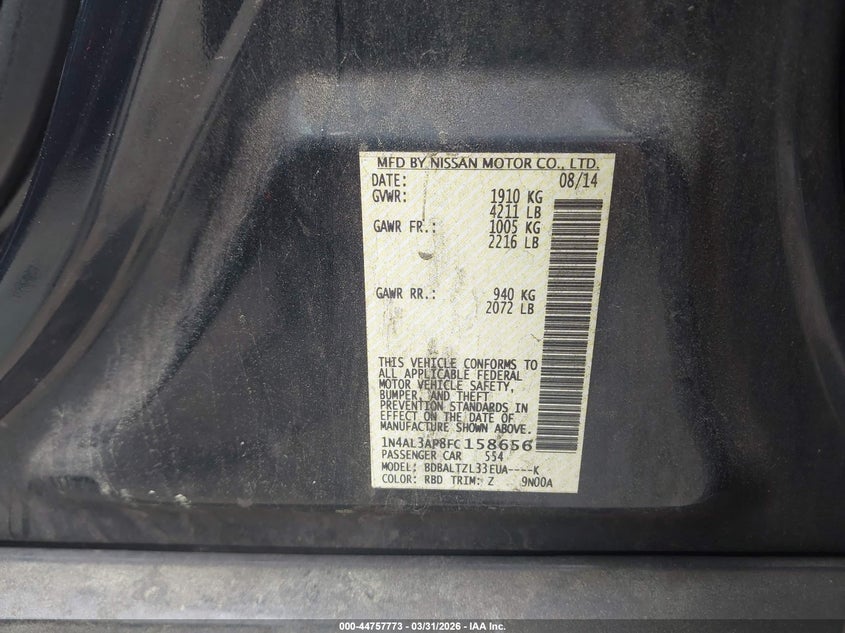 MFD BY NISSAN MOTOR CO., LTD.
DATE: 08/14
GVWR: 1910 KG
4211 LB
GAWR FR.: 1005 KG
2216 LB
GAWR RR.: 940 KG
2072 LB
THIS VEHICLE CONFORMS TO
ALL APPLICABLE FEDERAL
MOTOR VEHICLE SAFETY,
BUMPER, AND THEFT
PREVENTION STANDARDS IN
EFFECT ON THE DATE OF
MANUFACTURE SHOWN ABOVE.
1N4AL3AP8FC158656
PASSENGER CAR 554
MODEL: BDBALTZL33EUA----K
COLOR: RBD TRIM: Z 9N00A
000-44757773 - 03/31/2026 - IAA Inc.